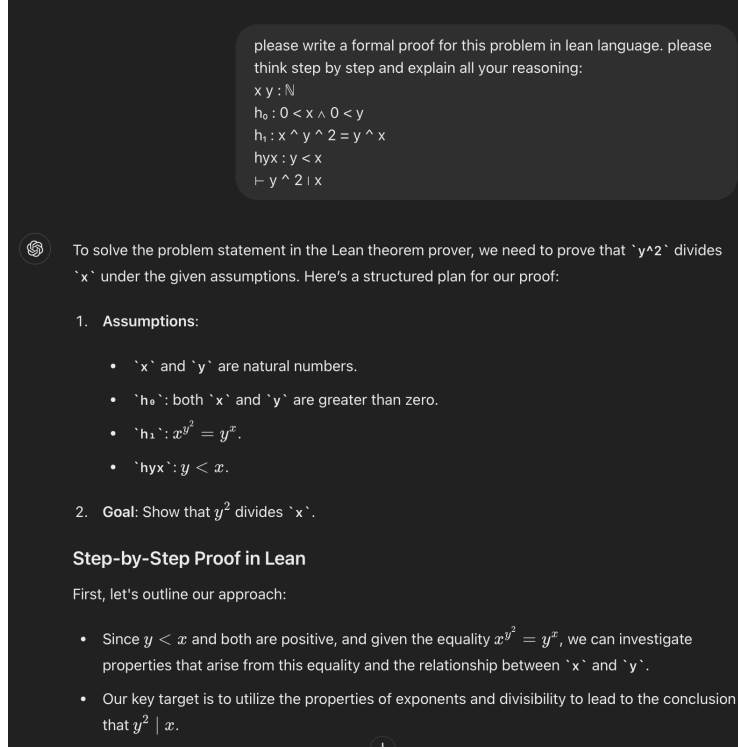 please write a formal proof for this problem in lean language. please
think step by step and explain all your reasoning:
x y : ℕ
h₀ : 0 < x ∧ 0 < y
h₁ : x ^ y ^ 2 = y ^ x
hyx : y < x
⊢ y ^ 2 ∣ x
To solve the problem statement in the Lean theorem prover, we need to prove that `y^2` divides
`x` under the given assumptions. Here's a structured plan for our proof:
1. Assumptions:
• `x` and `y` are natural numbers.
• `h₀`: both `x` and `y` are greater than zero.
• `h₁`: x^{y^2} = y^x.
• `hyx`: y < x.
2. Goal: Show that y² divides `x`.
Step-by-Step Proof in Lean
First, let's outline our approach:
• Since y < x and both are positive, and given the equality x^{y^2} = y^x, we can investigate
properties that arise from this equality and the relationship between `x` and `y`.
• Our key target is to utilize the properties of exponents and divisibility to lead to the conclusion
that y² | x.